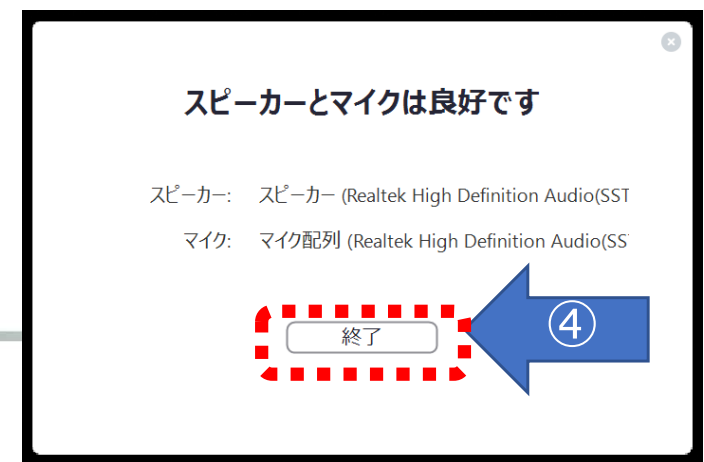 スピーカーとマイクは良好です
スピーカー: スピーカー (Realtek High Definition Audio(SST
マイク: マイク配列 (Realtek High Definition Audio(SS
終了
④